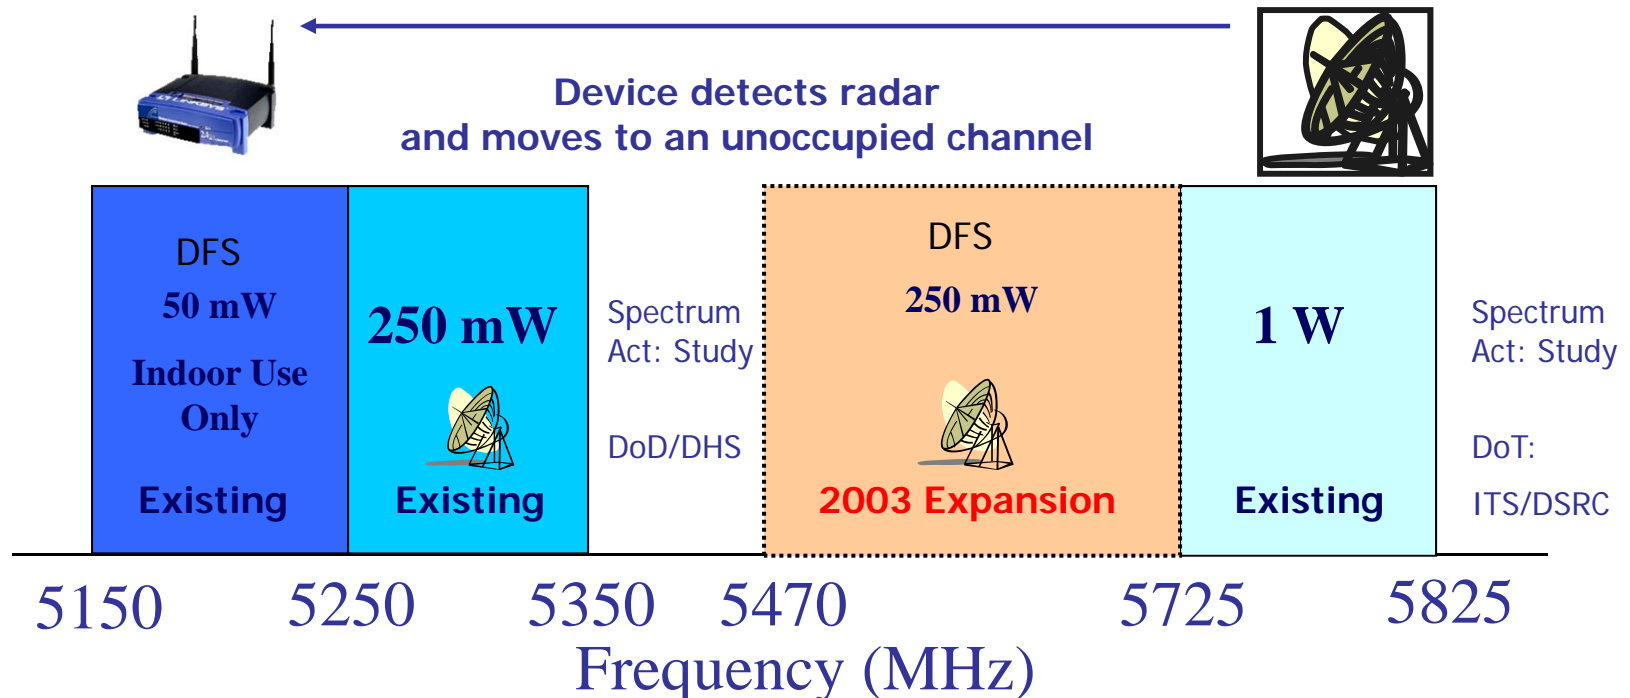 LINKSYS
Device detects radar
and moves to an unoccupied channel
DFS
50 mW
Indoor Use
Only
Existing
250 mW
Existing
Spectrum
Act: Study
DoD/DHS
DFS
250 mW
2003 Expansion
1 W
Existing
Spectrum
Act: Study
DoT:
ITS/DSRC
5150
5250
5350
5470
5725
5825
Frequency (MHz)